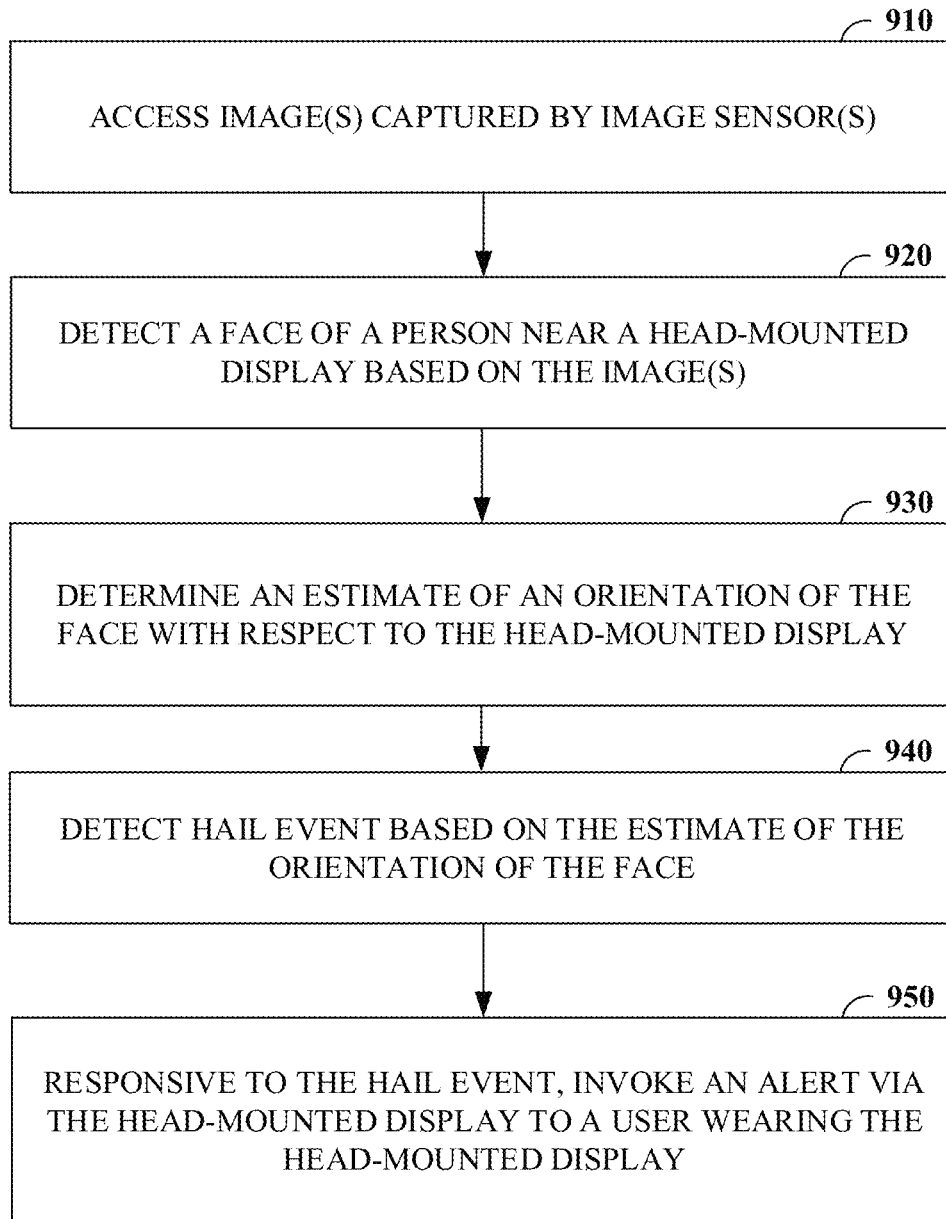 910
ACCESS IMAGE(S) CAPTURED BY IMAGE SENSOR(S)
920
DETECT A FACE OF A PERSON NEAR A HEAD-MOUNTED
DISPLAY BASED ON THE IMAGE(S)
930
DETERMINE AN ESTIMATE OF AN ORIENTATION OF THE
FACE WITH RESPECT TO THE HEAD-MOUNTED DISPLAY
940
DETECT HAIL EVENT BASED ON THE ESTIMATE OF THE
ORIENTATION OF THE FACE
950
RESPONSIVE TO THE HAIL EVENT, INVOKE AN ALERT VIA
THE HEAD-MOUNTED DISPLAY TO A USER WEARING THE
HEAD-MOUNTED DISPLAY